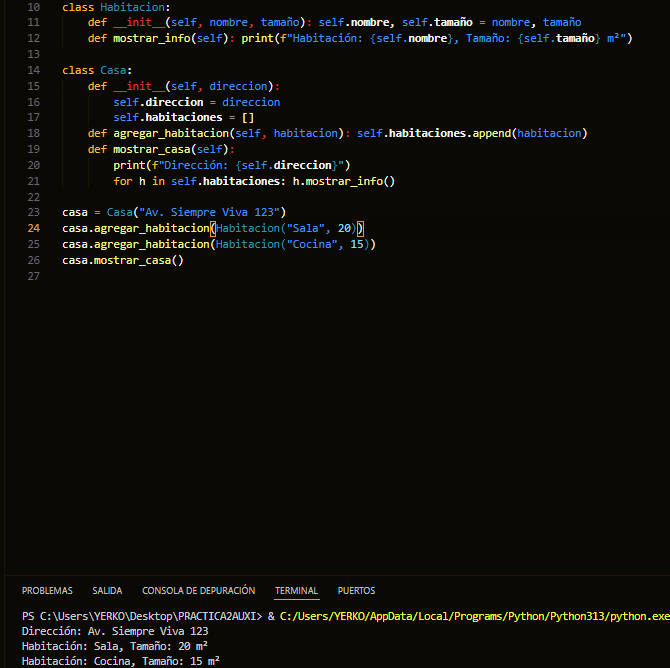 10 class Habitacion:
11     def __init__(self, nombre, tamaño): self.nombre, self.tamaño = nombre, tamaño
12     def mostrar_info(self): print(f"Habitación: {self.nombre}, Tamaño: {self.tamaño} m²")
13
14 class Casa:
15     def __init__(self, direccion):
16         self.direccion = direccion
17         self.habitaciones = []
18     def agregar_habitacion(self, habitacion): self.habitaciones.append(habitacion)
19     def mostrar_casa(self):
20         print(f"Dirección: {self.direccion}")
21         for h in self.habitaciones: h.mostrar_info()
22
23 casa = Casa("Av. Siempre Viva 123")
24 casa.agregar_habitacion(Habitacion("Sala", 20))
25 casa.agregar_habitacion(Habitacion("Cocina", 15))
26 casa.mostrar_casa()
27
PROBLEMAS SALIDA CONSOLA DE DEPURACIÓN TERMINAL PUERTOS
PS C:\Users\YERKO\Desktop\PRACTICA2AUXI> & C:/Users/YERKO/AppData/Local/Programs/Python/Python313/python.exe
Dirección: Av. Siempre Viva 123
Habitación: Sala, Tamaño: 20 m²
Habitación: Cocina, Tamaño: 15 m²